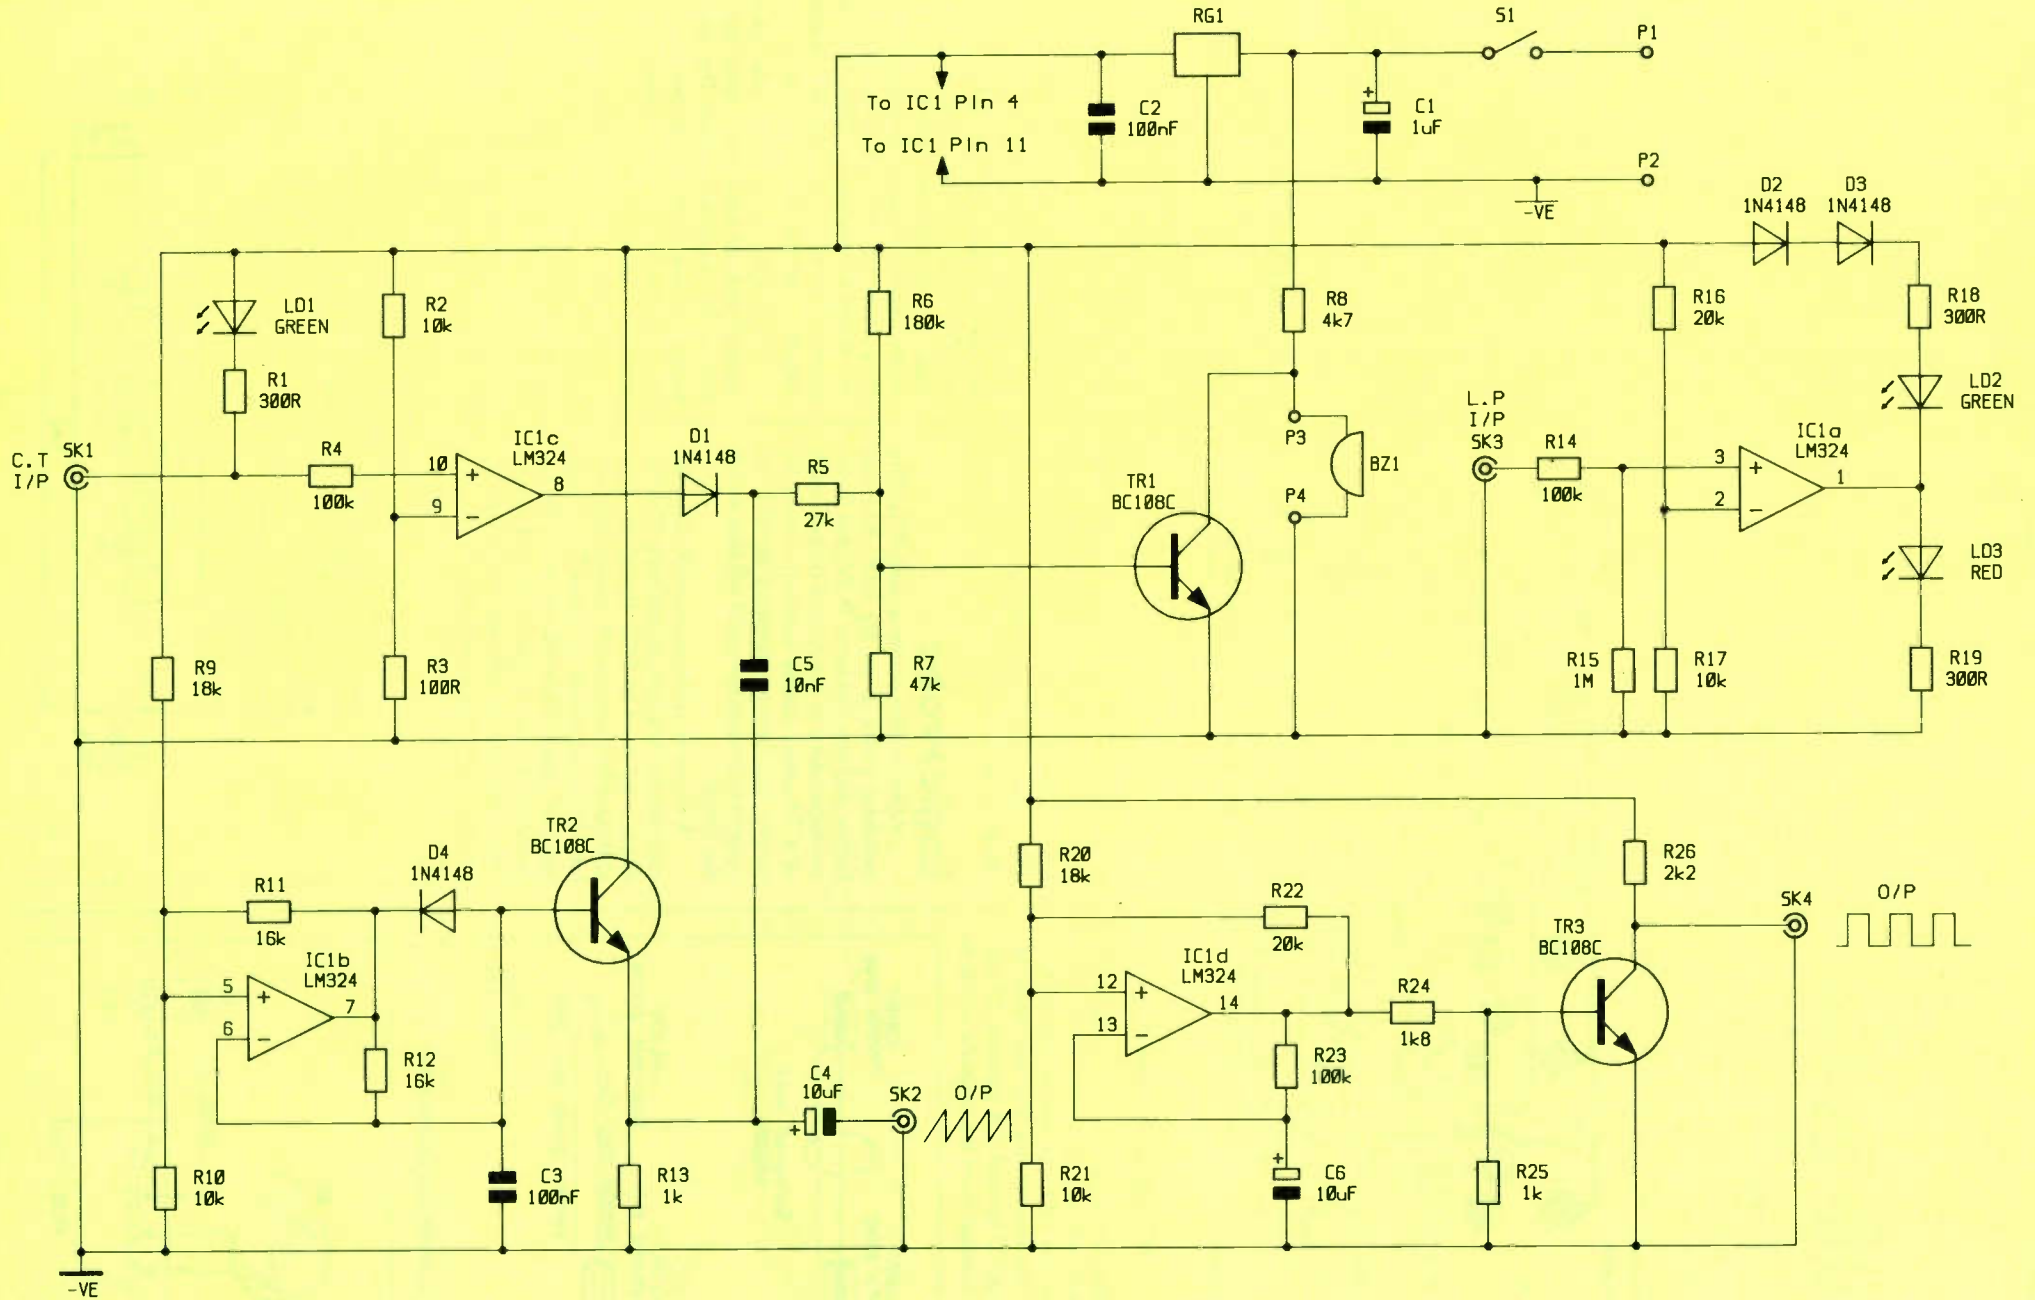 RG1
S1
P1
To IC1 Pin 4
To IC1 Pin 11
C2
100nF
+
C1
1uF
P2
-VE
D2
1N4148
D3
1N4148
LD1
GREEN
R2
10k
R6
180k
R8
4k7
R16
20k
R18
300R
R1
300R
LD2
GREEN
C.T
I/P
SK1
R4
100k
10
+
9
-
IC1c
LM324
8
D1
1N4148
R5
27k
P3
BZ1
P4
TR1
BC108C
L.P
I/P
SK3
R14
100k
3
+
2
-
IC1a
LM324
1
LD3
RED
R9
18k
R3
100R
C5
10nF
R7
47k
R15
1M
R17
10k
R19
300R
TR2
BC108C
D4
1N4148
R11
16k
R20
18k
R22
20k
R26
2k2
SK4
O/P
TR3
BC108C
IC1b
LM324
5
+
6
-
7
R12
16k
IC1d
LM324
12
+
13
-
14
R24
1k8
R23
100k
C4
10uF
+
SK2
O/P
R10
10k
C3
100nF
R13
1k
R21
10k
+
C6
10uF
R25
1k
-VE